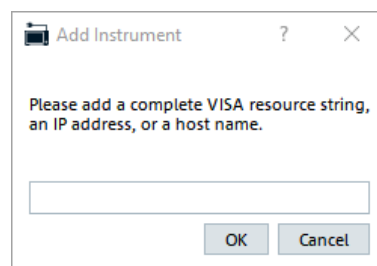 Add Instrument ?
Please add a complete VISA resource string,
an IP address, or a host name.
OK Cancel